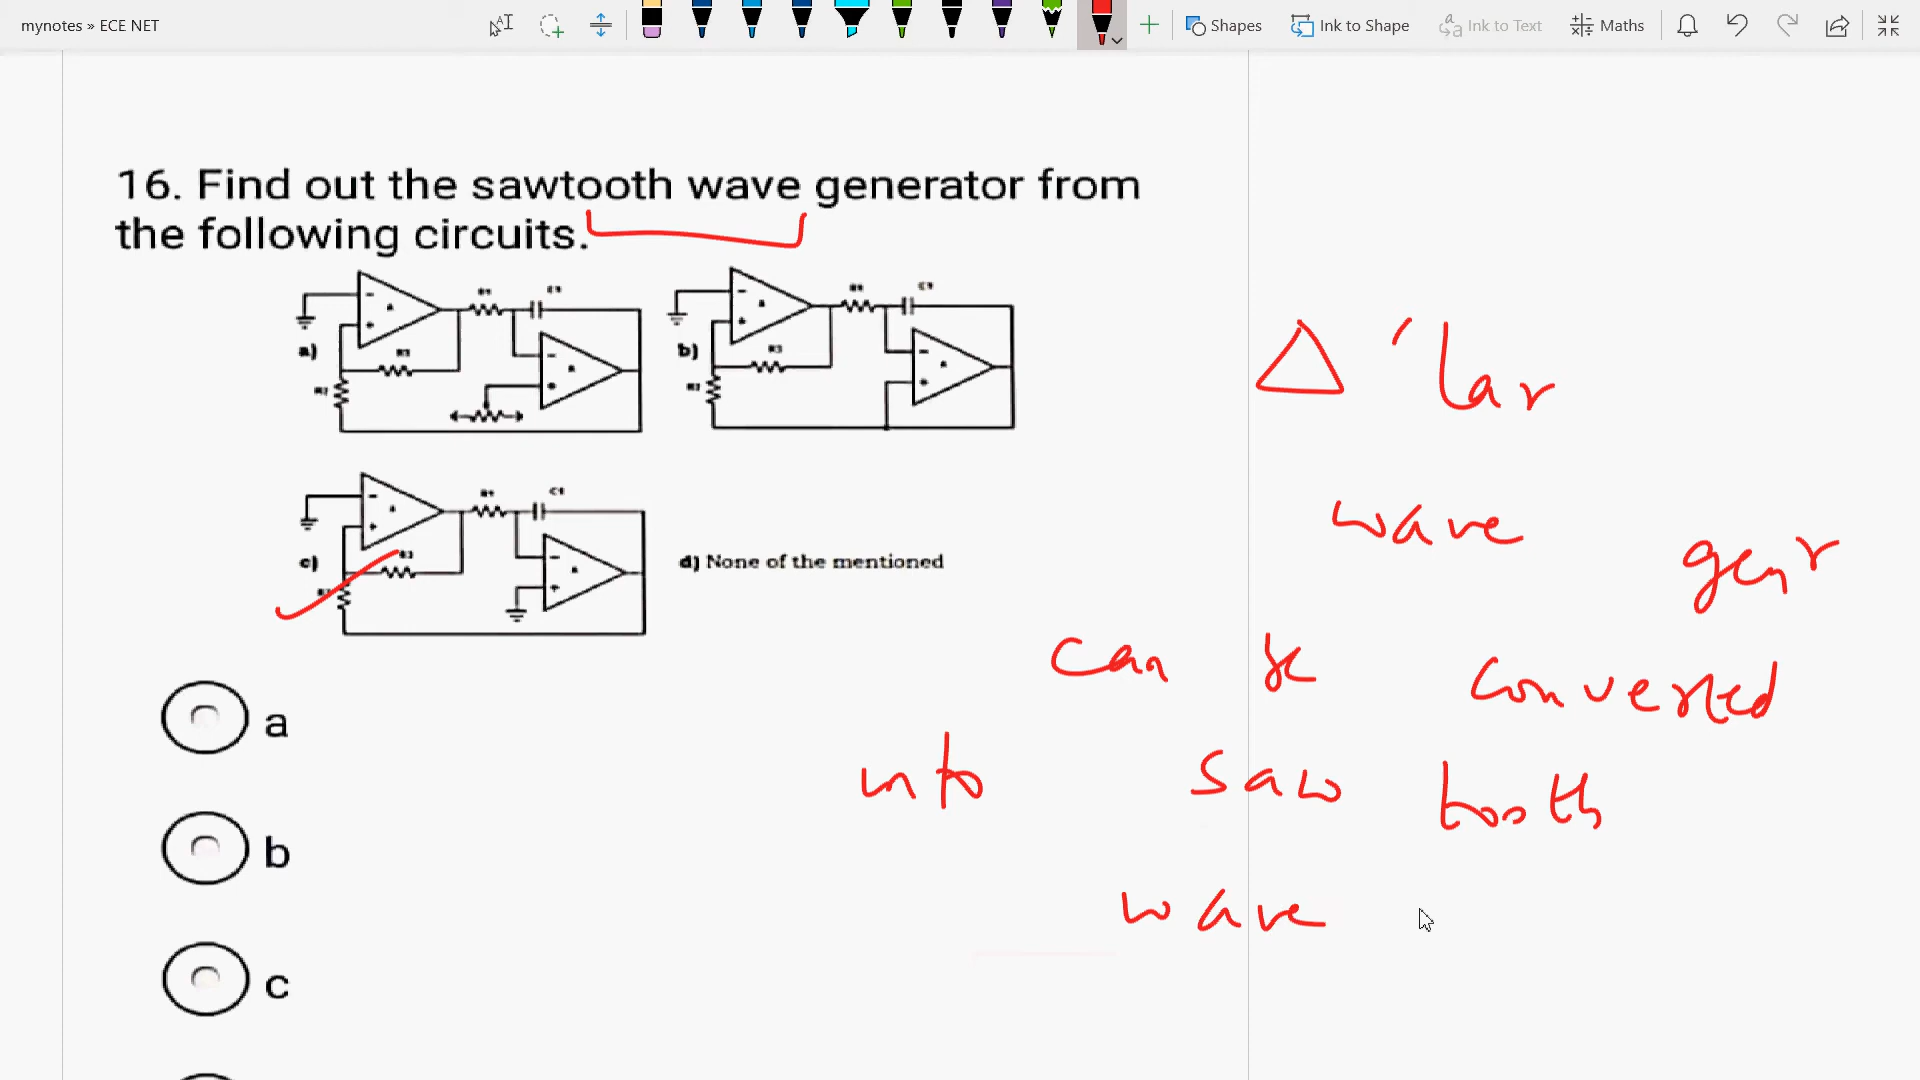 mynotes » ECE NET
Shapes
Ink to Shape
Ink to Text
Maths
16. Find out the sawtooth wave generator from
the following circuits.
a)
b)
c)
d) None of the mentioned
a
b
c
Δ 'lar
wave genr
can be converted
into saw tooth
wave